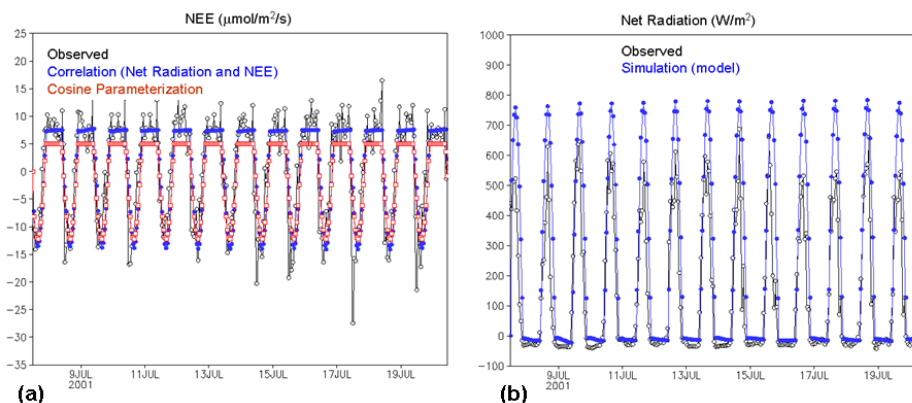 NEE (μmol/m²/s)
25
20
15
10
5
0
−5
−10
−15
−20
−25
−30
−35
Observed
Correlation (Net Radiation and NEE)
Cosine Parameterization
9JUL
2001
11JUL
13JUL
15JUL
17JUL
19JUL
(a)
Net Radiation (W/m²)
1000
900
800
700
600
500
400
300
200
100
0
−100
Observed
Simulation (model)
9JUL
2001
11JUL
13JUL
15JUL
17JUL
19JUL
(b)